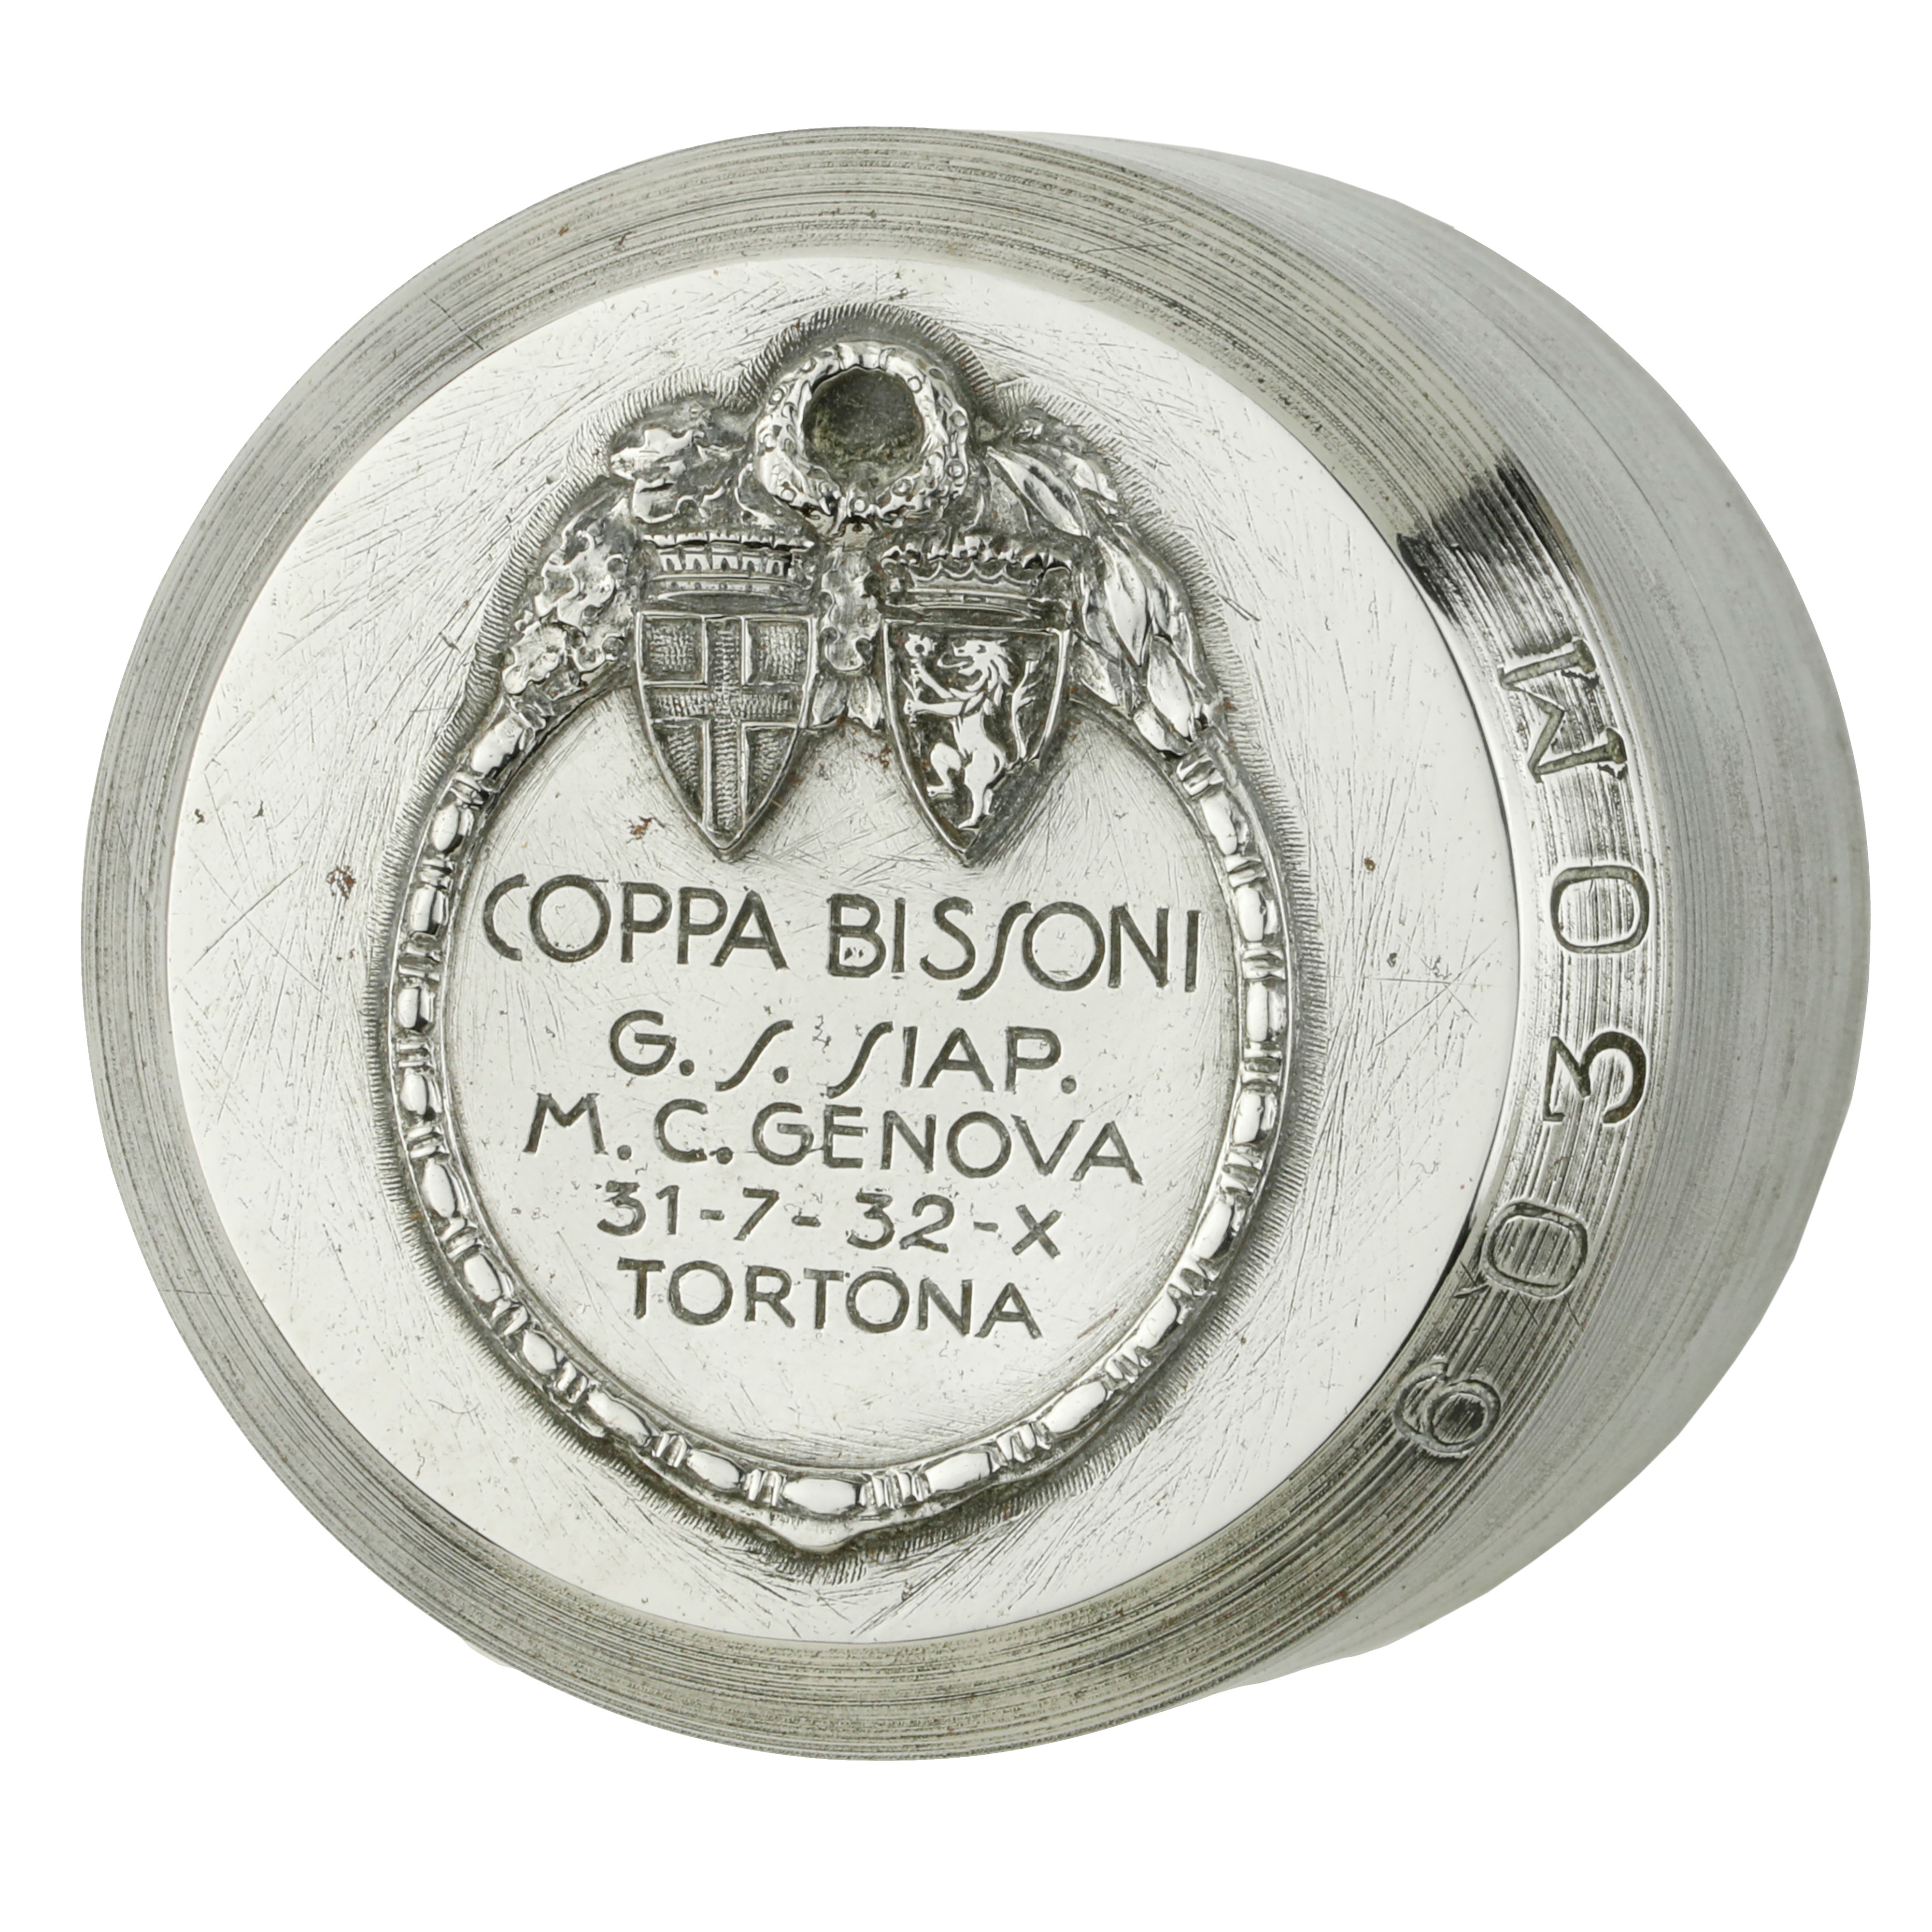 COPPA BISSONI
G. S. SIAP.
M. C. GENOVA
31-7-32-X
TORTONA
6030M